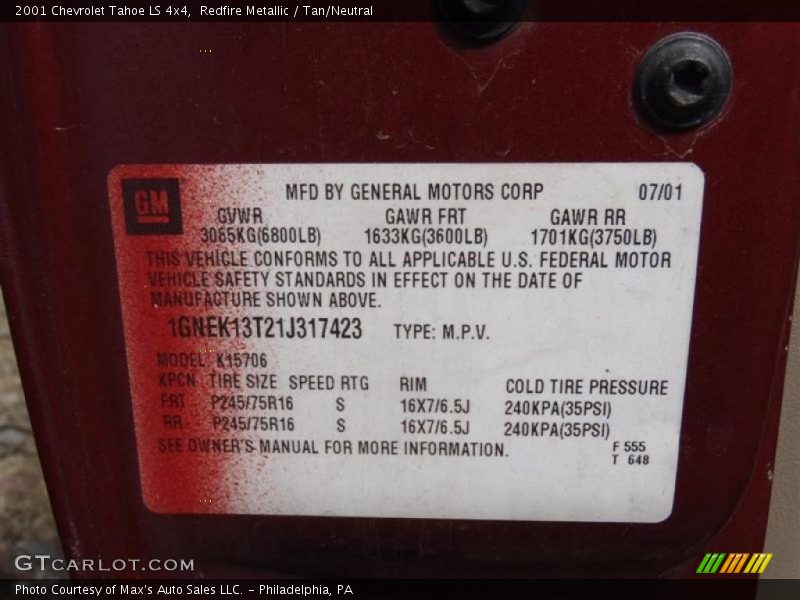 2001 Chevrolet Tahoe LS 4x4, Redfire Metallic / Tan/Neutral
GM
MFD BY GENERAL MOTORS CORP 07/01
GVWR GAWR FRT GAWR RR
3085KG(6800LB) 1633KG(3600LB) 1701KG(3750LB)
THIS VEHICLE CONFORMS TO ALL APPLICABLE U.S. FEDERAL MOTOR
VEHICLE SAFETY STANDARDS IN EFFECT ON THE DATE OF
MANUFACTURE SHOWN ABOVE.
1GNEK13T21J317423 TYPE: M.P.V.
MODEL: K15706
KPCN TIRE SIZE SPEED RTG RIM COLD TIRE PRESSURE
FRT P245/75R16 S 16X7/6.5J 240KPA(35PSI)
RR P245/75R16 S 16X7/6.5J 240KPA(35PSI)
SEE OWNER'S MANUAL FOR MORE INFORMATION.
F 555
T 648
GTCARLOT.COM
Photo Courtesy of Max's Auto Sales LLC. - Philadelphia, PA